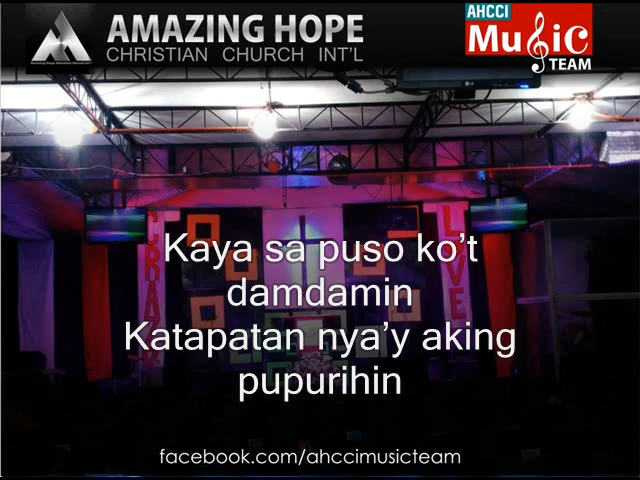 AMAZING HOPE
CHRISTIAN CHURCH INT'L
AHCCI
Music
TEAM
Kaya sa puso ko't
damdamin
Katapatan nya'y aking
pupurihin
facebook.com/ahccimusicteam